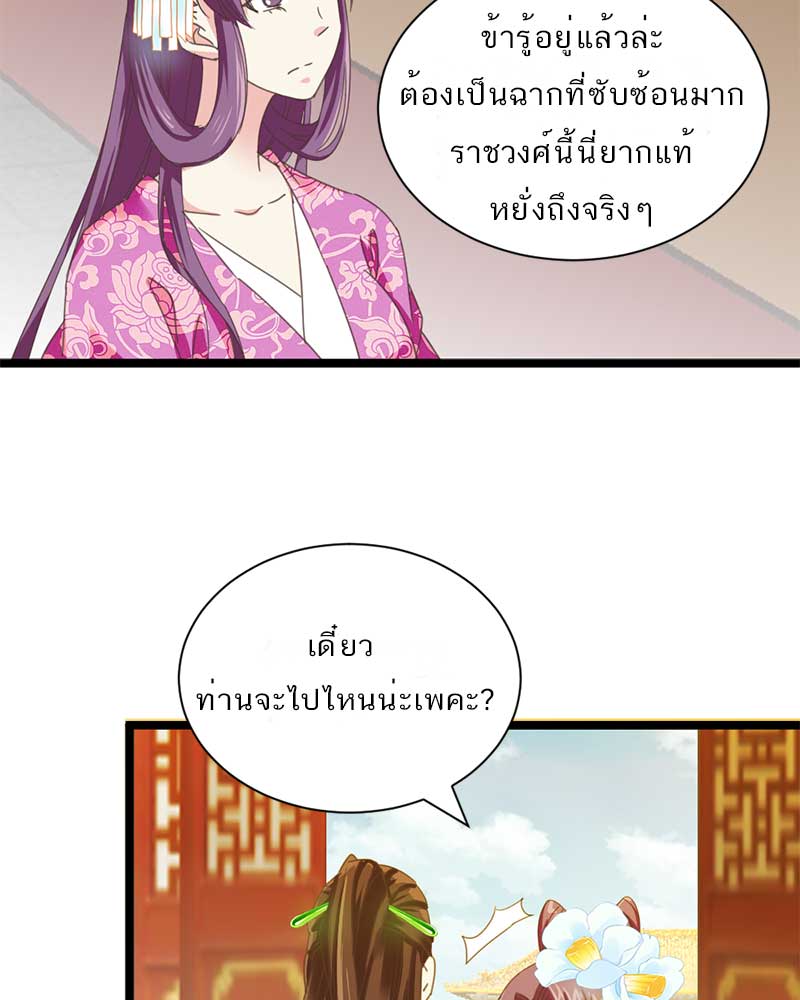 ข้ารู้อยู่แล้วล่ะ
ต้องเป็นฉากที่ซับซ้อนมาก
ราชวงศ์นี้นี่ยากแท้
หยั่งถึงจริงๆ
เดี๋ยว
ท่านจะไปไหนน่ะเพคะ?